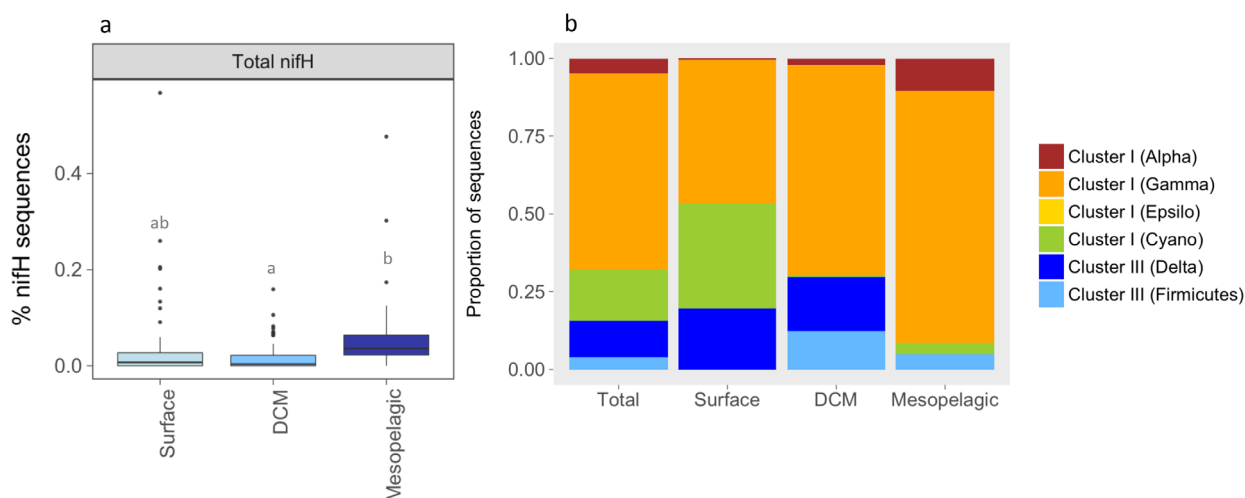 a
Total nifH
% nifH sequences
0.4
0.2
0.0
ab
a
b
Surface
DCM
Mesopelagic
b
Proportion of sequences
1.00
0.75
0.50
0.25
0.00
Total
Surface
DCM
Mesopelagic
Cluster I (Alpha)
Cluster I (Gamma)
Cluster I (Epsilo)
Cluster I (Cyano)
Cluster III (Delta)
Cluster III (Firmicutes)